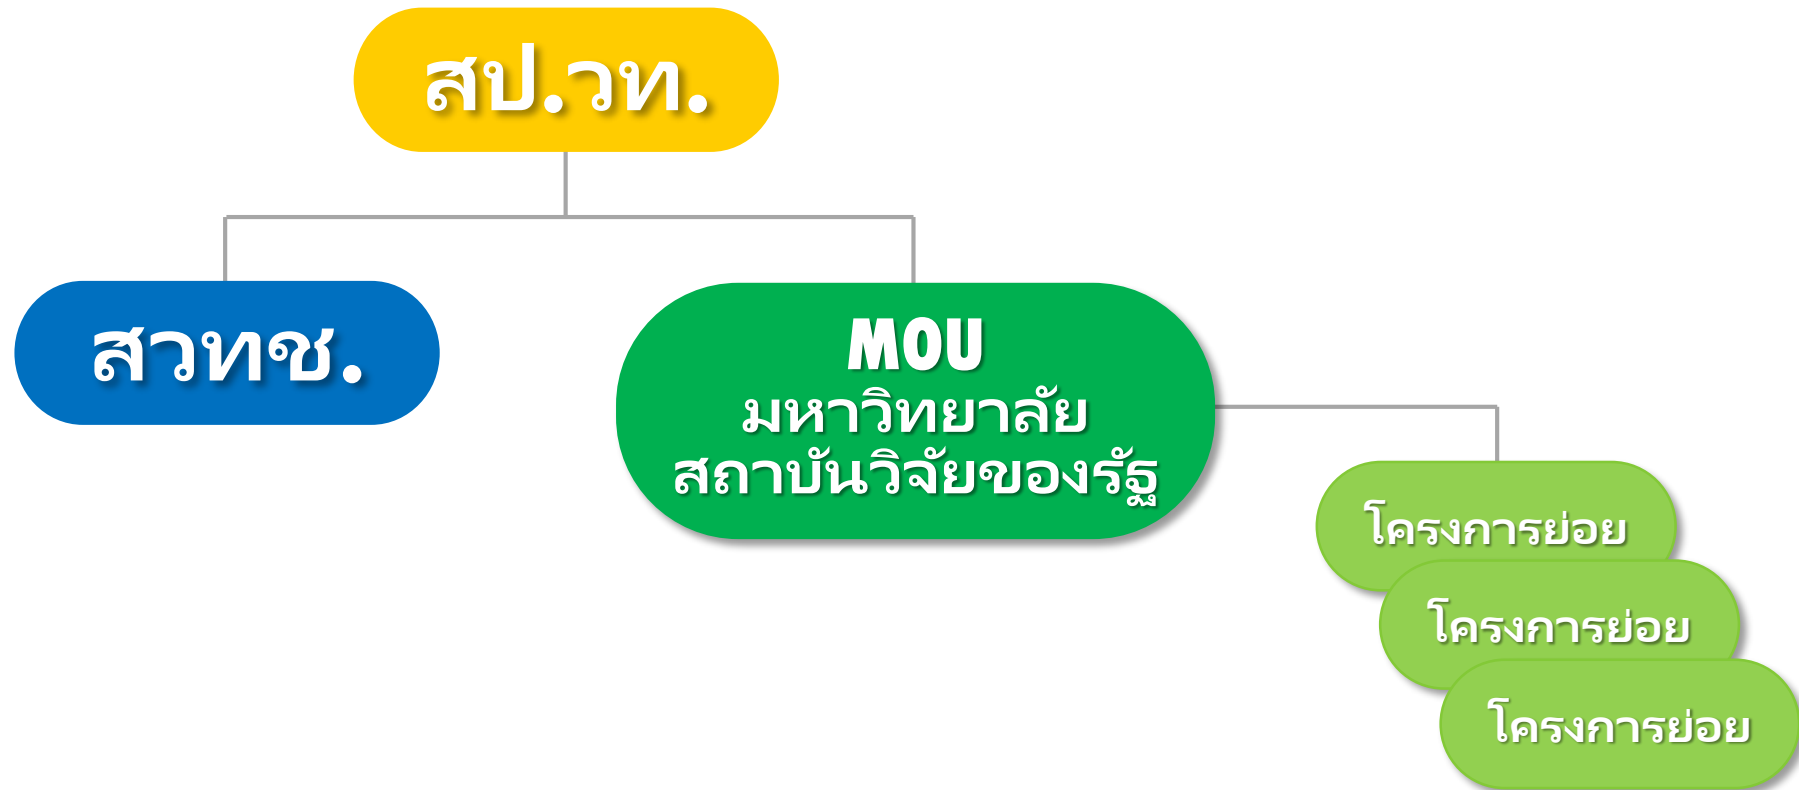 สป.วท.
สวทช.
MOU
มหาวิทยาลัย
สถาบันวิจัยของรัฐ
โครงการย่อย
โครงการย่อย
โครงการย่อย